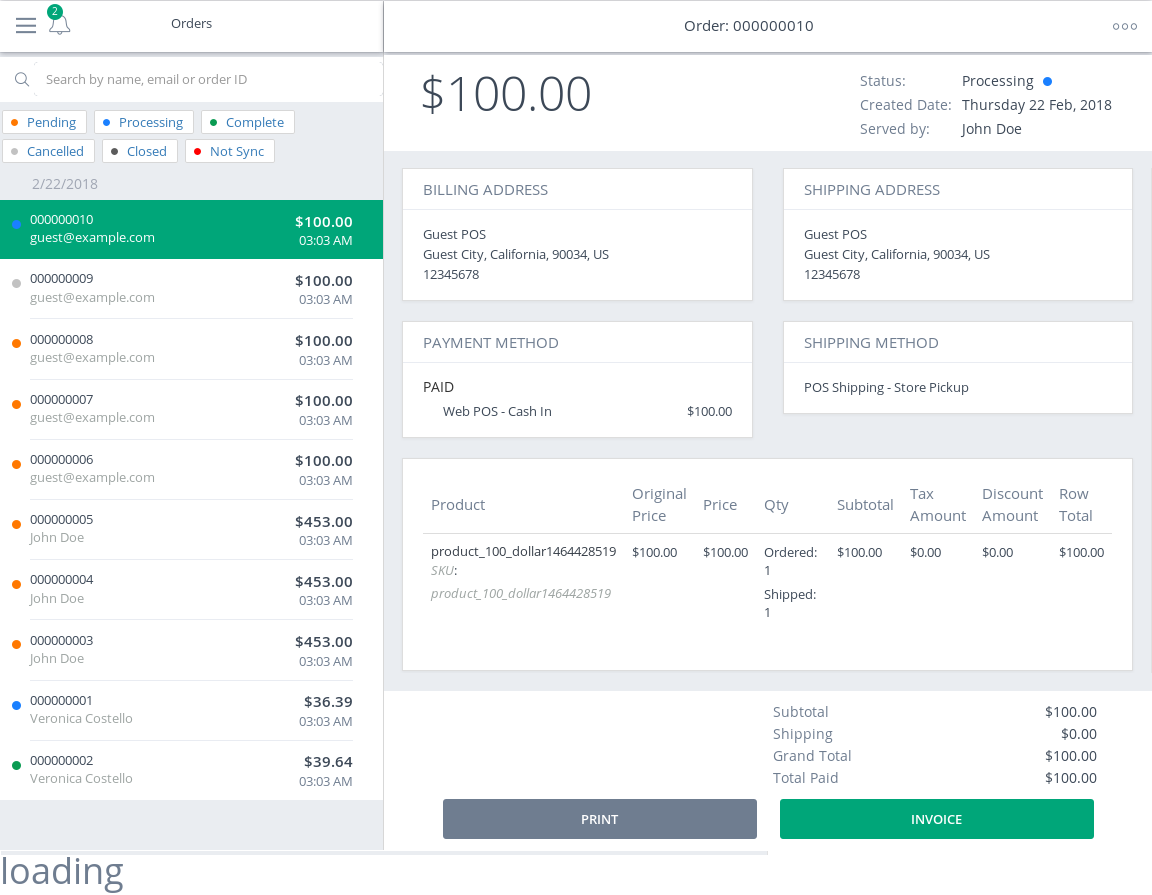 2
Orders
Order: 000000010
Search by name, email or order ID
Pending
Processing
Complete
Cancelled
Closed
Not Sync
2/22/2018
000000010 $100.00
guest@example.com 03:03 AM
000000009 $100.00
guest@example.com 03:03 AM
000000008 $100.00
guest@example.com 03:03 AM
000000007 $100.00
guest@example.com 03:03 AM
000000006 $100.00
guest@example.com 03:03 AM
000000005 $453.00
John Doe 03:03 AM
000000004 $453.00
John Doe 03:03 AM
000000003 $453.00
John Doe 03:03 AM
000000001 $36.39
Veronica Costello 03:03 AM
000000002 $39.64
Veronica Costello 03:03 AM
$100.00
Status: Processing
Created Date: Thursday 22 Feb, 2018
Served by: John Doe
BILLING ADDRESS
Guest POS
Guest City, California, 90034, US
12345678
SHIPPING ADDRESS
Guest POS
Guest City, California, 90034, US
12345678
PAYMENT METHOD
PAID
Web POS - Cash In $100.00
SHIPPING METHOD
POS Shipping - Store Pickup
Product
Original
Price
Price
Qty
Subtotal
Tax
Amount
Discount
Amount
Row
Total
product_100_dollar1464428519
SKU:
product_100_dollar1464428519
$100.00
$100.00
Ordered:
1
Shipped:
1
$100.00
$0.00
$0.00
$100.00
Subtotal $100.00
Shipping $0.00
Grand Total $100.00
Total Paid $100.00
PRINT
INVOICE
loading